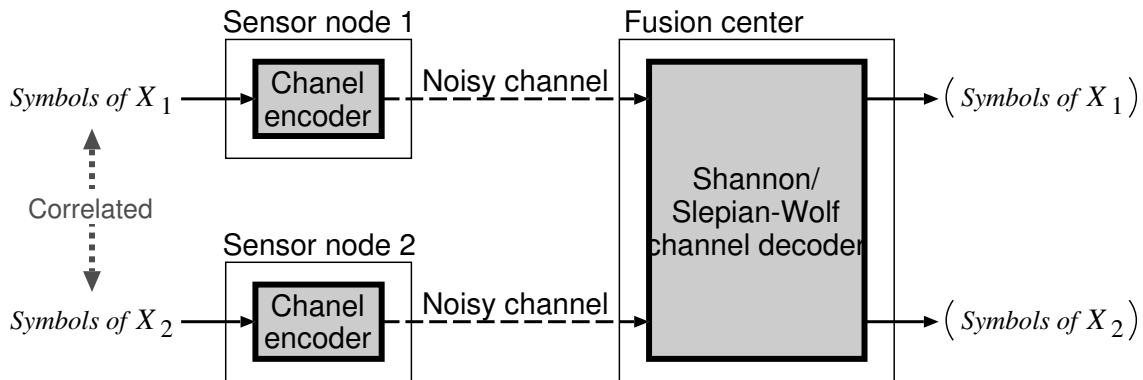 Sensor node 1
Fusion center
Symbols of X1
Chanel
encoder
Noisy channel
( Symbols of X1 )
Correlated
Shannon/
Slepian-Wolf
channel decoder
Sensor node 2
Symbols of X2
Chanel
encoder
Noisy channel
( Symbols of X2 )